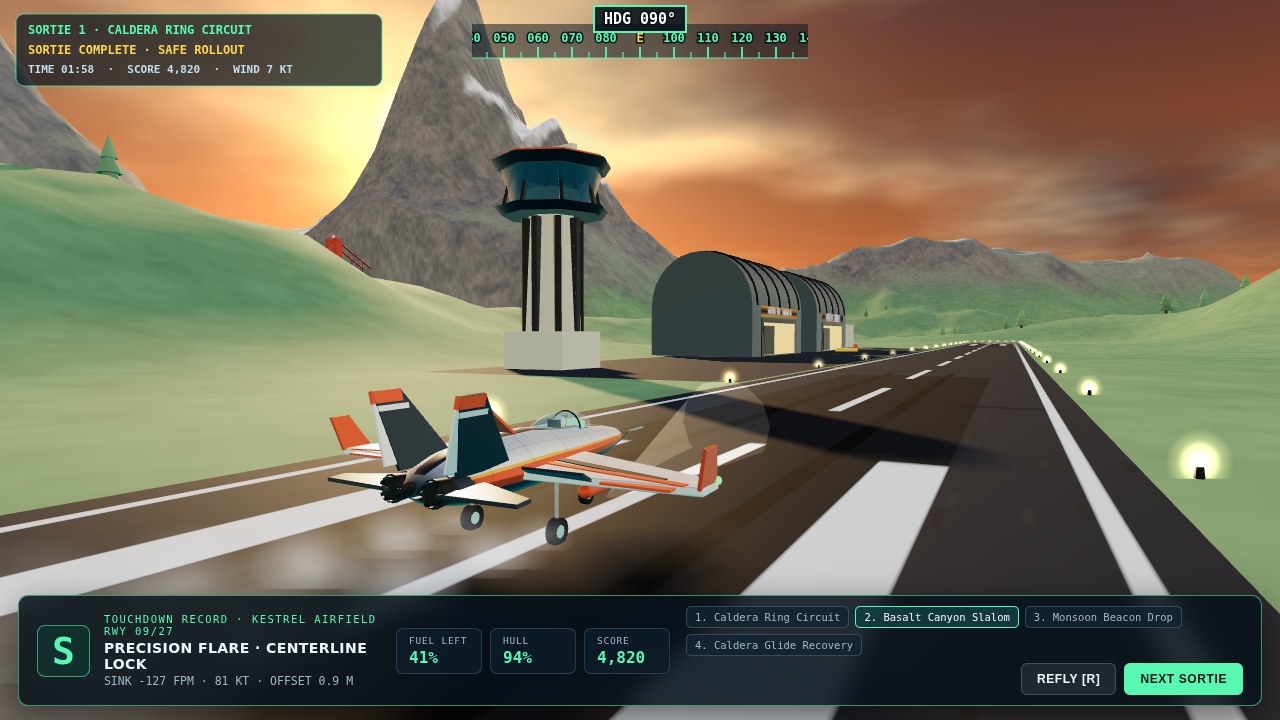 SORTIE 1 · CALDERA RING CIRCUIT
SORTIE COMPLETE · SAFE ROLLOUT
TIME 01:58 · SCORE 4,820 · WIND 7 KT
HDG 090°
050 060 070 080 E 100 110 120 130
S
TOUCHDOWN RECORD · KESTREL AIRFIELD
RWY 09/27
PRECISION FLARE · CENTERLINE
LOCK
SINK -127 FPM · 81 KT · OFFSET 0.9 M
FUEL LEFT
41%
HULL
94%
SCORE
4,820
1. Caldera Ring Circuit
2. Basalt Canyon Slalom
3. Monsoon Beacon Drop
4. Caldera Glide Recovery
REFLY [R]
NEXT SORTIE